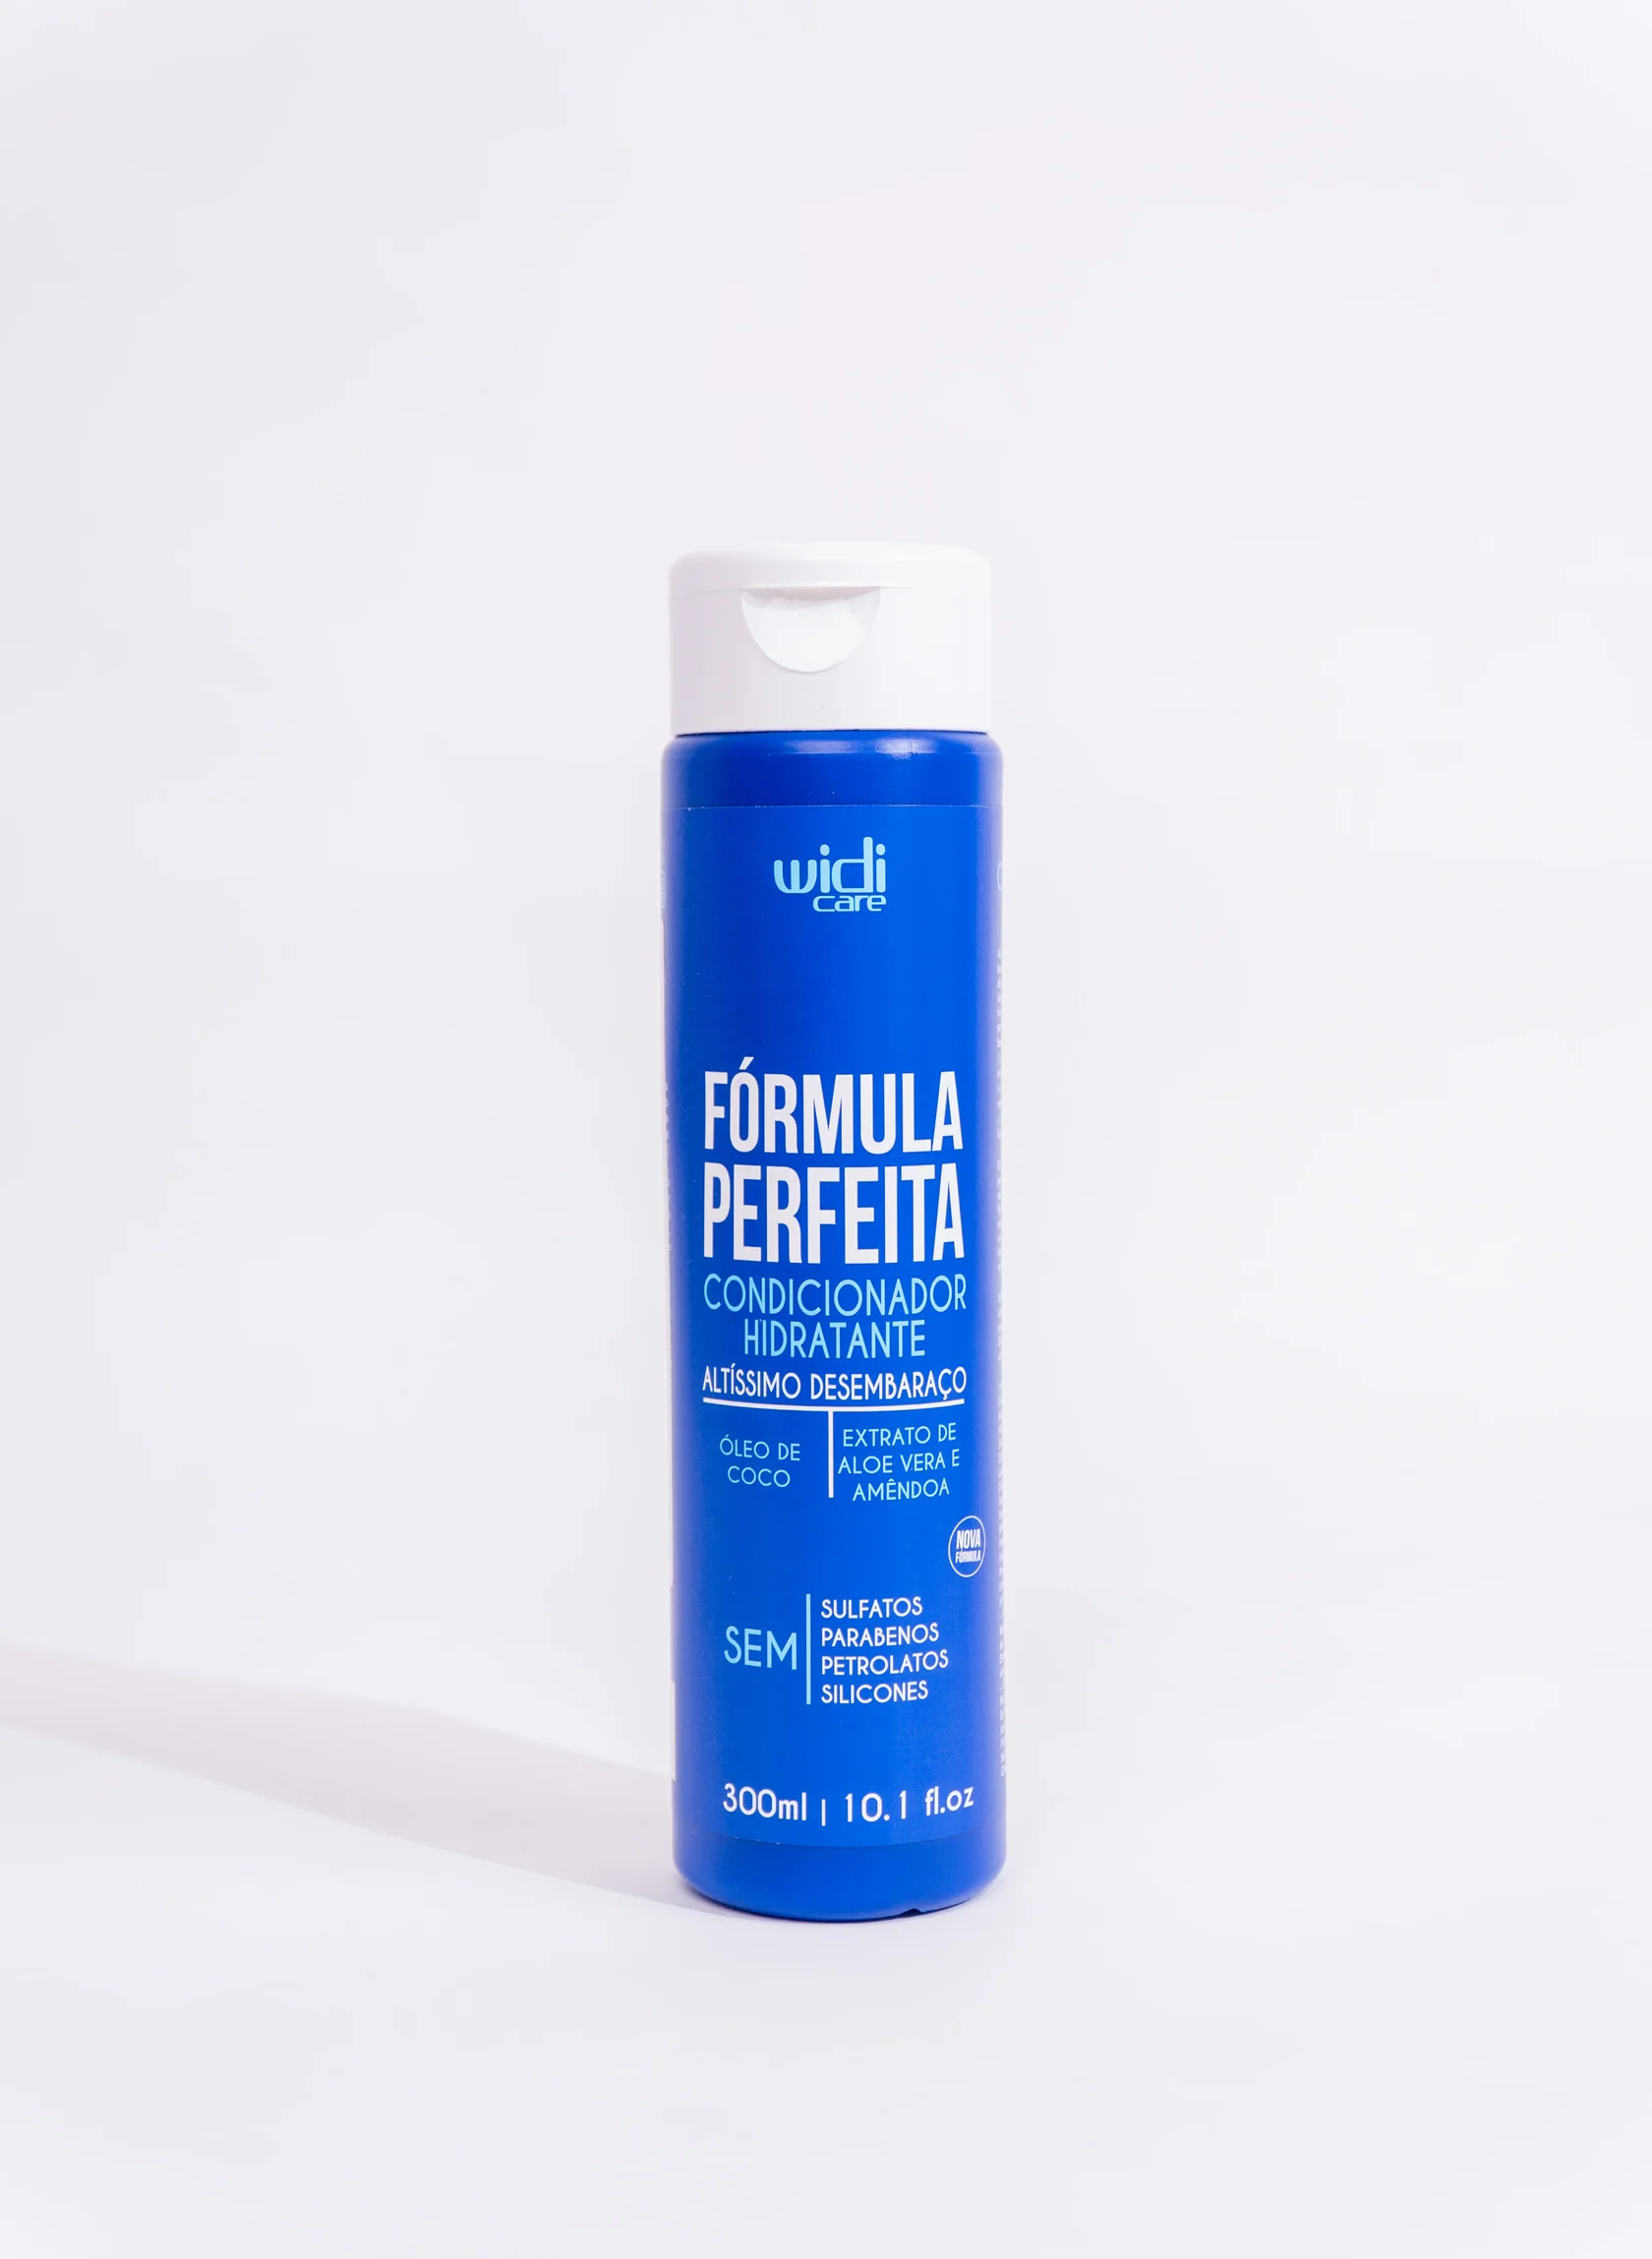 widi
care
FÓRMULA
PERFEITA
CONDICIONADOR
HIDRATANTE
ALTÍSSIMO DESEMBARAÇO
ÓLEO DE
COCO
EXTRATO DE
ALOE VERA E
AMÊNDOA
NOVA
FÓRMULA
SEM
SULFATOS
PARABENOS
PETROLATOS
SILICONES
300ml | 10.1 fl.oz